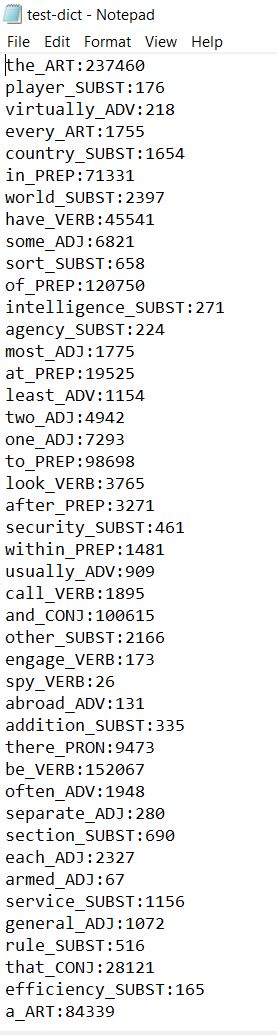 test-dict - Notepad
File Edit Format View Help
the_ART:237460
player_SUBST:176
virtually_ADV:218
every_ART:1755
country_SUBST:1654
in_PREP:71331
world_SUBST:2397
have_VERB:45541
some_ADJ:6821
sort_SUBST:658
of_PREP:120750
intelligence_SUBST:271
agency_SUBST:224
most_ADJ:1775
at_PREP:19525
least_ADV:1154
two_ADJ:4942
one_ADJ:7293
to_PREP:98698
look_VERB:3765
after_PREP:3271
security_SUBST:461
within_PREP:1481
usually_ADV:909
call_VERB:1895
and_CONJ:100615
other_SUBST:2166
engage_VERB:173
spy_VERB:26
abroad_ADV:131
addition_SUBST:335
there_PRON:9473
be_VERB:152067
often_ADV:1948
separate_ADJ:280
section_SUBST:690
each_ADJ:2327
armed_ADJ:67
service_SUBST:1156
general_ADJ:1072
rule_SUBST:516
that_CONJ:28121
efficiency_SUBST:165
a_ART:84339